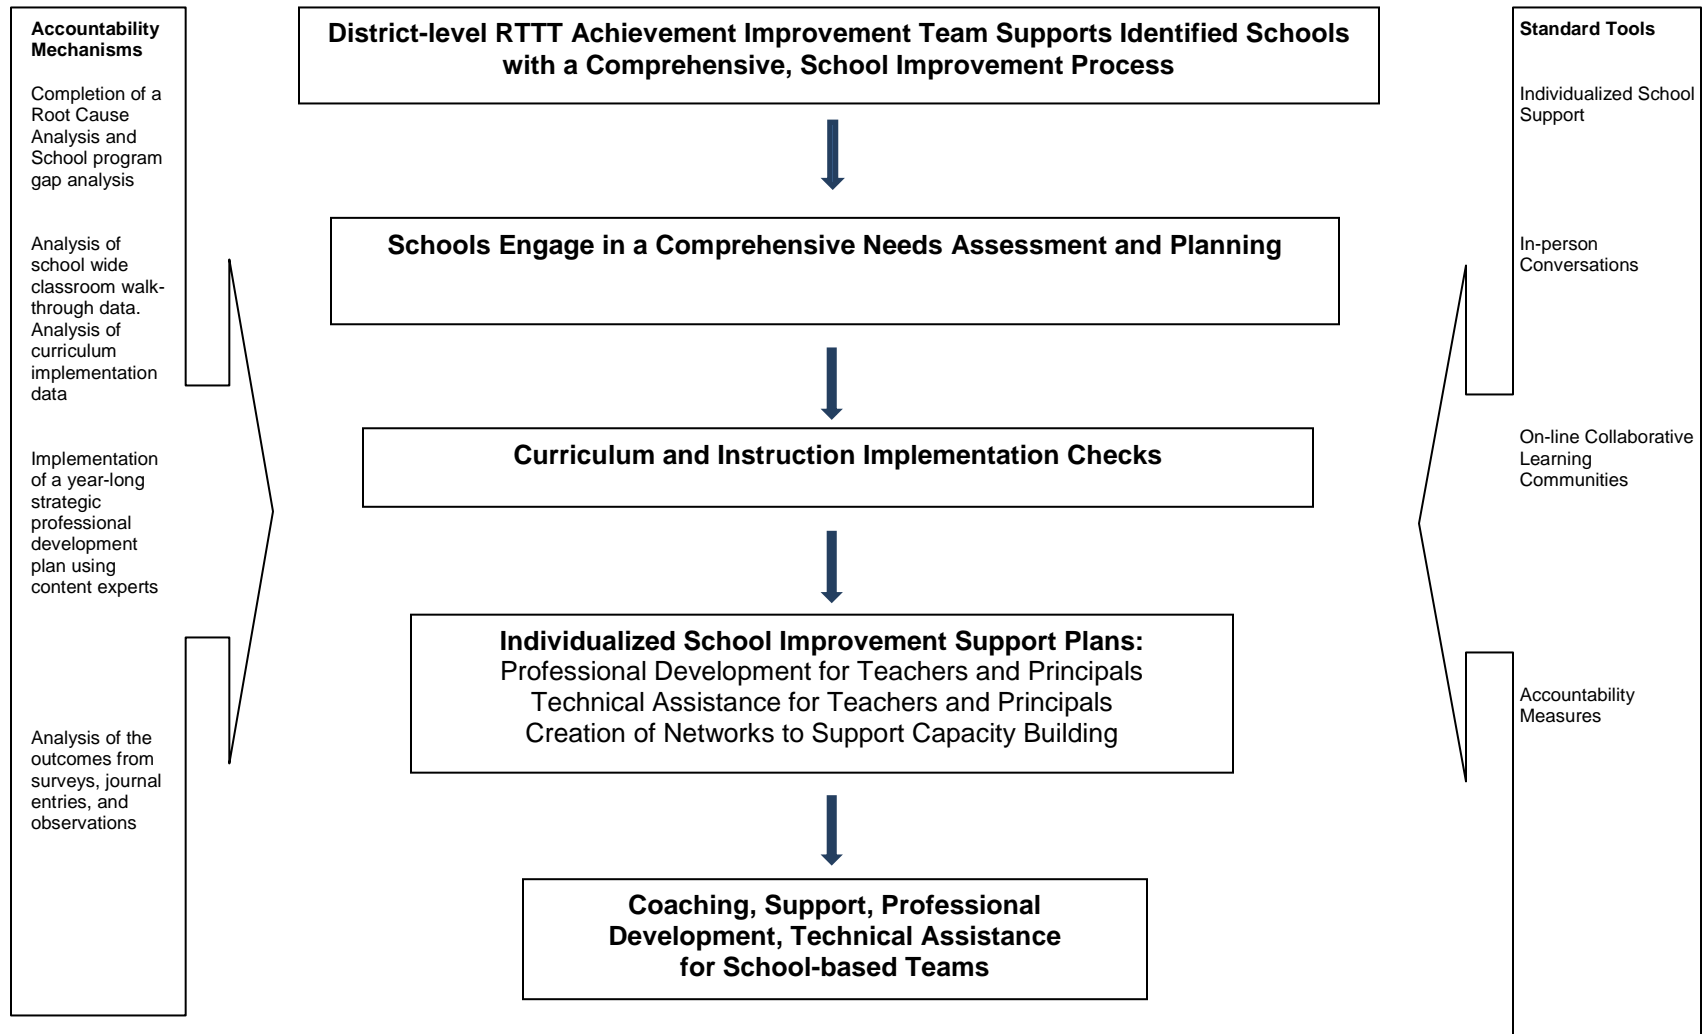 Accountability
Mechanisms
Completion of a
Root Cause
Analysis and
School program
gap analysis
Analysis of
school wide
classroom walk-
through data.
Analysis of
curriculum
implementation
data
Implementation
of a year-long
strategic
professional
development
plan using
content experts
Analysis of the
outcomes from
surveys, journal
entries, and
observations
District-level RTTT Achievement Improvement Team Supports Identified Schools
with a Comprehensive, School Improvement Process
Schools Engage in a Comprehensive Needs Assessment and Planning
Curriculum and Instruction Implementation Checks
Individualized School Improvement Support Plans:
Professional Development for Teachers and Principals
Technical Assistance for Teachers and Principals
Creation of Networks to Support Capacity Building
Coaching, Support, Professional
Development, Technical Assistance
for School-based Teams
Standard Tools
Individualized School
Support
In-person
Conversations
On-line Collaborative
Learning
Communities
Accountability
Measures